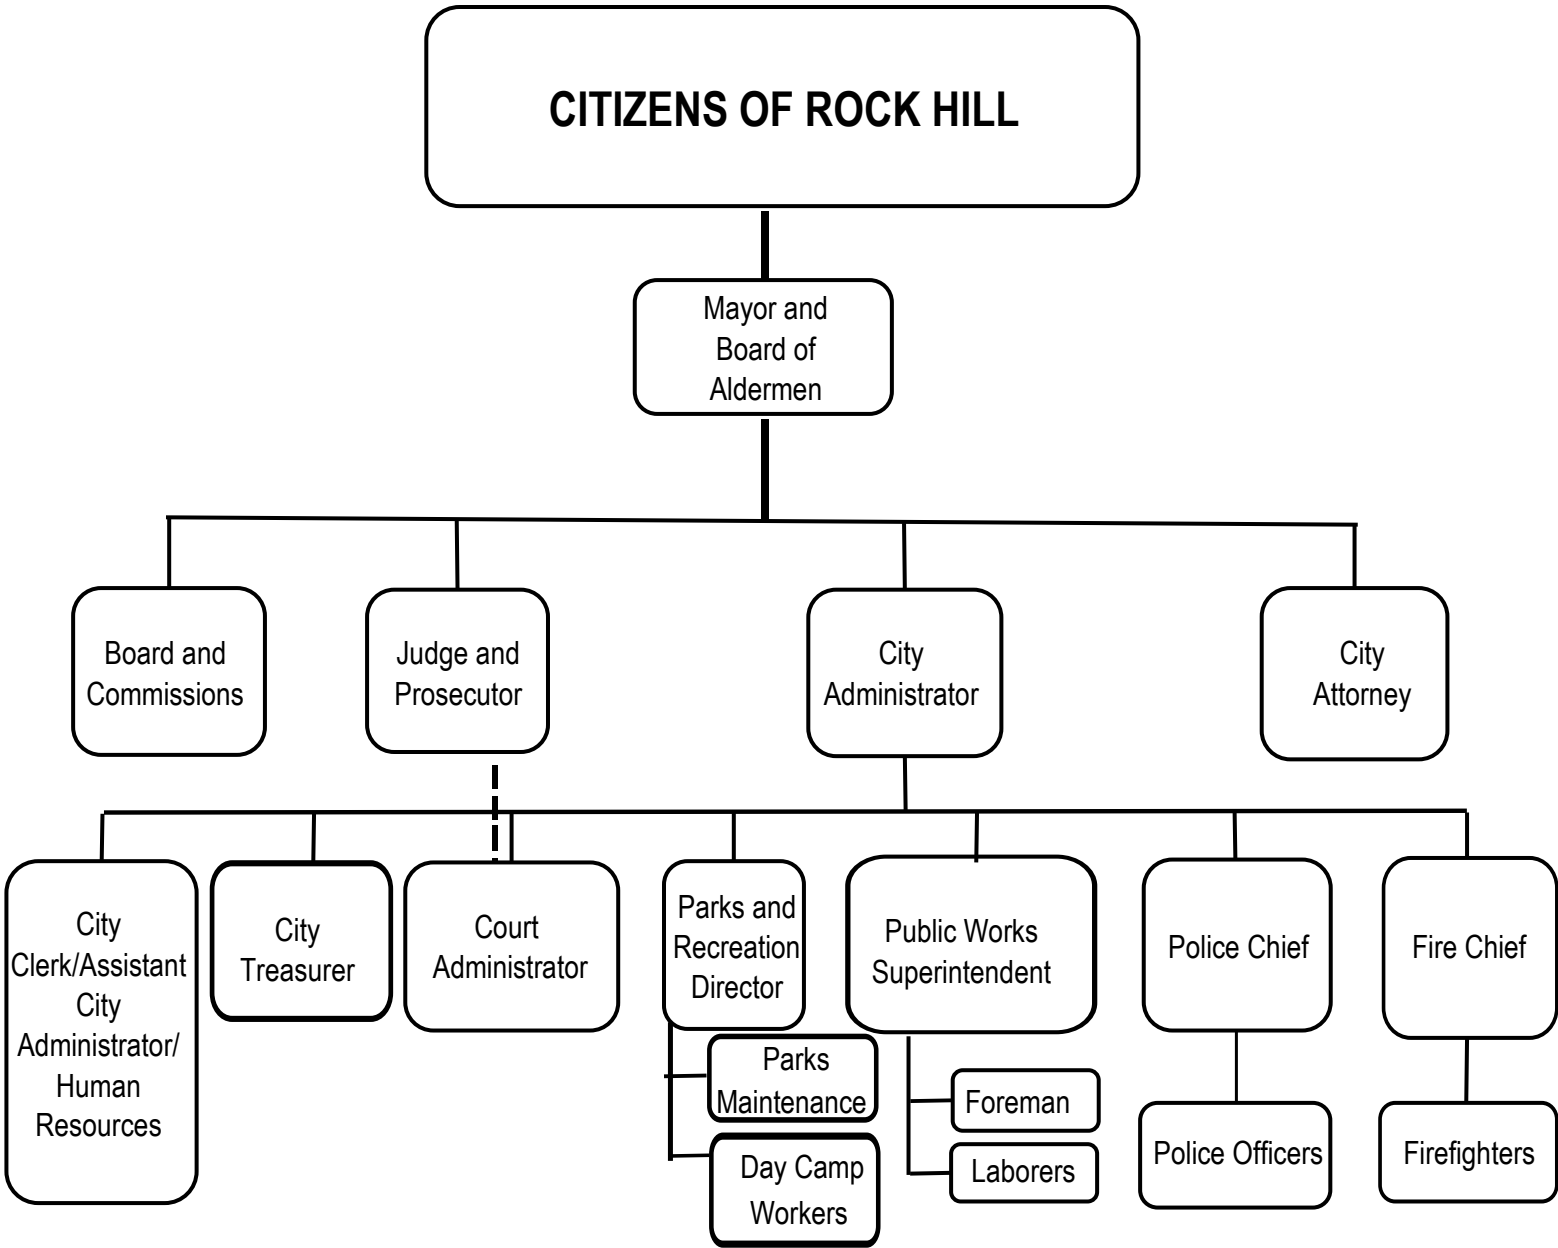 CITIZENS OF ROCK HILL
Mayor and
Board of
Aldermen
Board and
Commissions
Judge and
Prosecutor
City
Administrator
City
Attorney
City
Clerk/Assistant
City
Administrator/
Human
Resources
City
Treasurer
Court
Administrator
Parks and
Recreation
Director
Public Works
Superintendent
Police Chief
Fire Chief
Parks
Maintenance
Day Camp
Workers
Foreman
Laborers
Police Officers
Firefighters